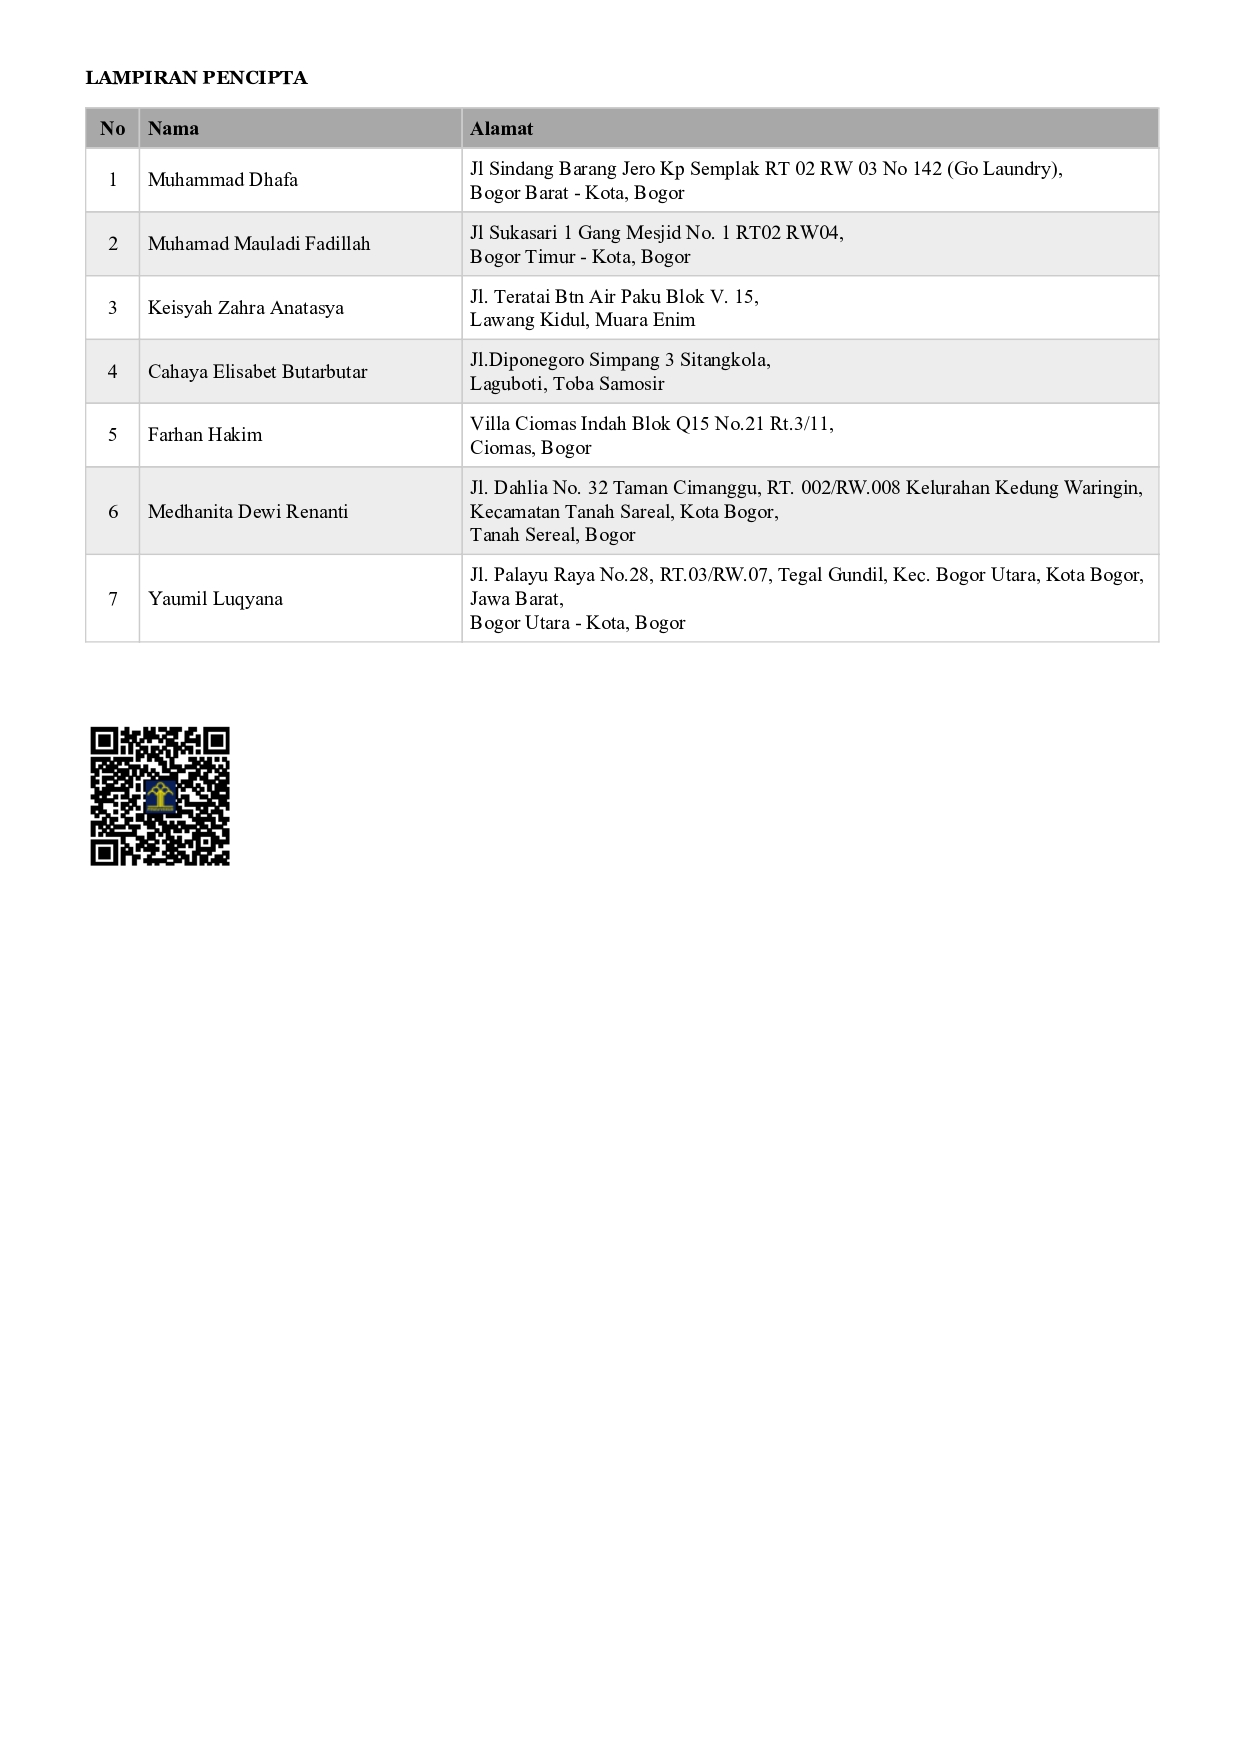 LAMPIRAN PENCIPTA
No Nama Alamat
1 Muhammad Dhafa Jl Sindang Barang Jero Kp Semplak RT 02 RW 03 No 142 (Go Laundry),
Bogor Barat - Kota, Bogor
2 Muhamad Mauladi Fadillah Jl Sukasari 1 Gang Mesjid No. 1 RT02 RW04,
Bogor Timur - Kota, Bogor
3 Keisyah Zahra Anatasya Jl. Teratai Btn Air Paku Blok V. 15,
Lawang Kidul, Muara Enim
4 Cahaya Elisabet Butarbutar Jl.Diponegoro Simpang 3 Sitangkola,
Laguboti, Toba Samosir
5 Farhan Hakim Villa Ciomas Indah Blok Q15 No.21 Rt.3/11,
Ciomas, Bogor
6 Medhanita Dewi Renanti Jl. Dahlia No. 32 Taman Cimanggu, RT. 002/RW.008 Kelurahan Kedung Waringin,
Kecamatan Tanah Sareal, Kota Bogor,
Tanah Sereal, Bogor
7 Yaumil Luqyana Jl. Palayu Raya No.28, RT.03/RW.07, Tegal Gundil, Kec. Bogor Utara, Kota Bogor,
Jawa Barat,
Bogor Utara - Kota, Bogor